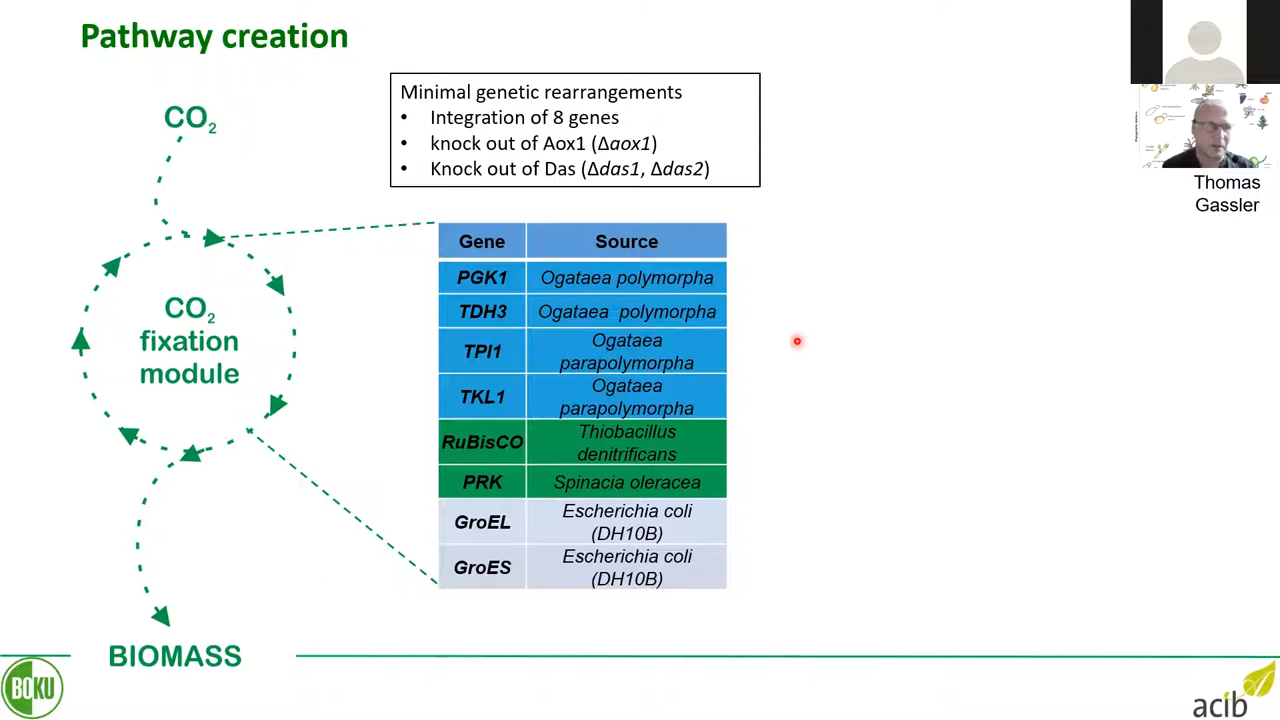 Pathway creation
CO2
Minimal genetic rearrangements
• Integration of 8 genes
• knock out of Aox1 (Δaox1)
• Knock out of Das (Δdas1, Δdas2)
Thomas
Gassler
CO2
fixation
module
Gene Source
PGK1 Ogataea polymorpha
TDH3 Ogataea polymorpha
TPI1 Ogataea
parapolymorpha
TKL1 Ogataea
parapolymorpha
RuBisCO Thiobacillus
denitrificans
PRK Spinacia oleracea
GroEL Escherichia coli
(DH10B)
GroES Escherichia coli
(DH10B)
BIOMASS
BOKU
acib